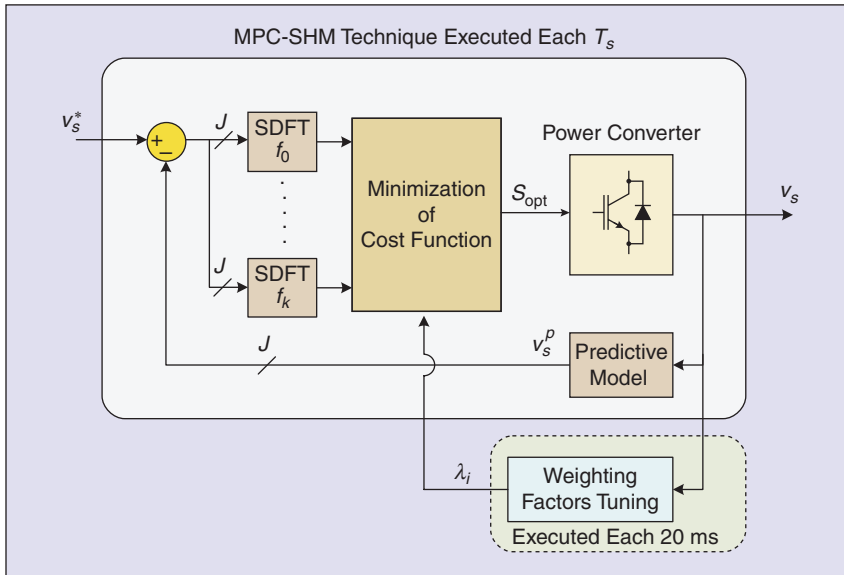 MPC-SHM Technique Executed Each T_s
v_s^*
+
−
J
SDFT
f_0
J
SDFT
f_k
Minimization
of
Cost Function
S_opt
Power Converter
v_s
J
v_s^p
Predictive
Model
λ_i
Weighting
Factors Tuning
Executed Each 20 ms